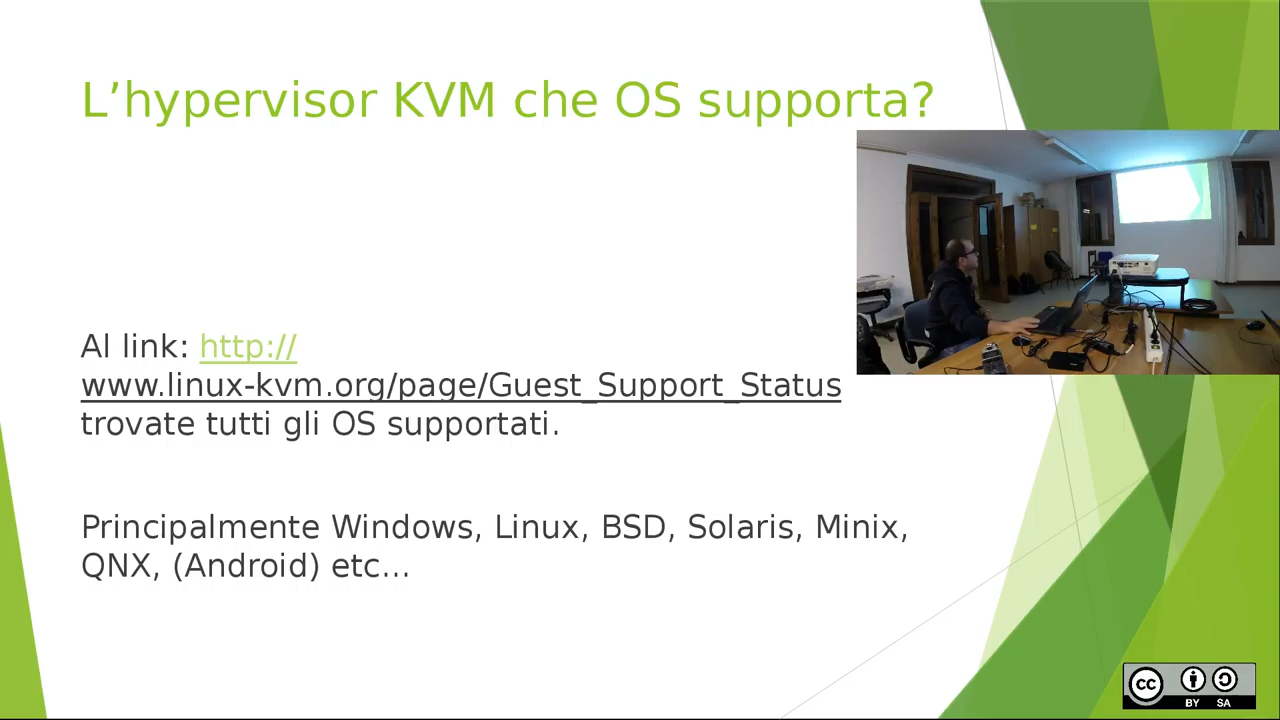 L’hypervisor KVM che OS supporta?
Al link: http://
www.linux-kvm.org/page/Guest_Support_Status
trovate tutti gli OS supportati.
Principalmente Windows, Linux, BSD, Solaris, Minix,
QNX, (Android) etc…
cc
BY SA